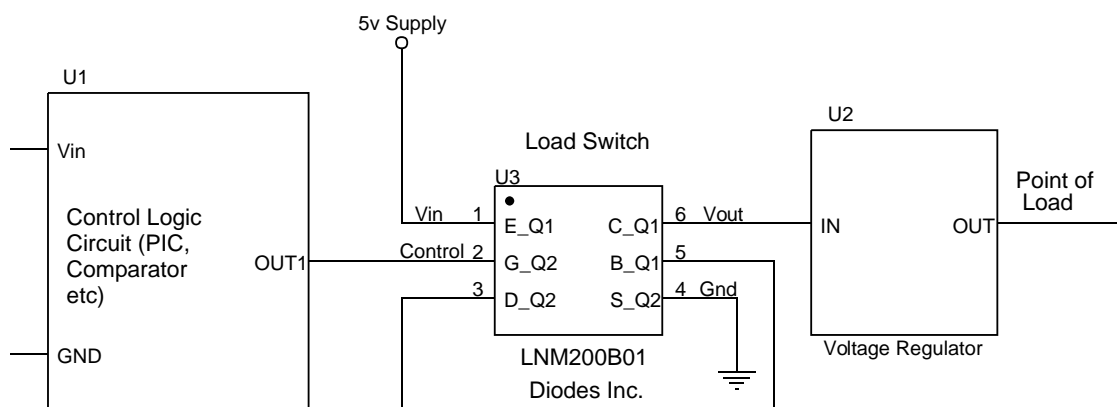 5v Supply
U1
U2
Load Switch
U3
Vin
Vin 1 E_Q1 C_Q1 6 Vout
IN OUT
Point of
Load
Control Logic
Circuit (PIC,
Comparator
etc)
OUT1
Control 2 G_Q2 B_Q1 5
3 D_Q2 S_Q2 4 Gnd
GND
LNM200B01
Diodes Inc.
Voltage Regulator